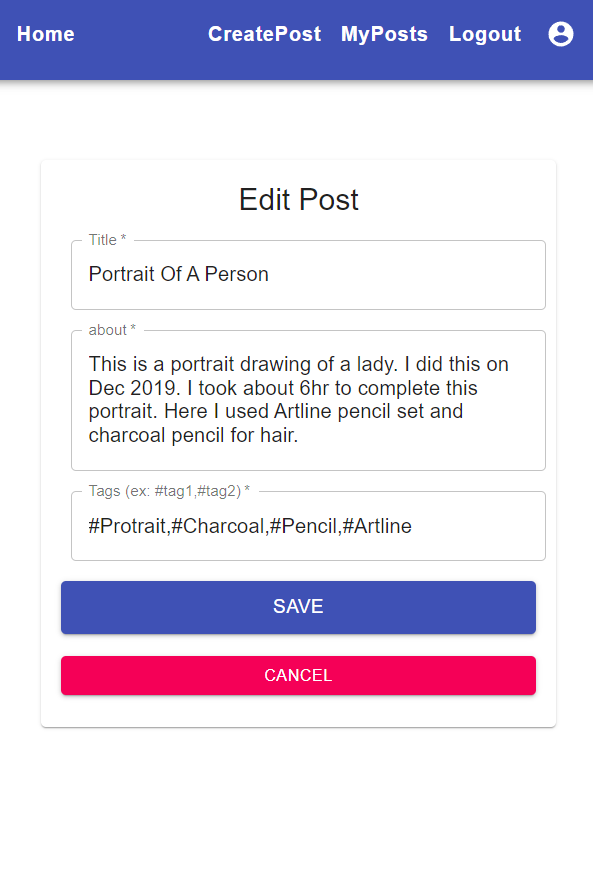 Home CreatePost MyPosts Logout
Edit Post
Title *
Portrait Of A Person
about *
This is a portrait drawing of a lady. I did this on
Dec 2019. I took about 6hr to complete this
portrait. Here I used Artline pencil set and
charcoal pencil for hair.
Tags (ex: #tag1,#tag2) *
#Protrait,#Charcoal,#Pencil,#Artline
SAVE
CANCEL